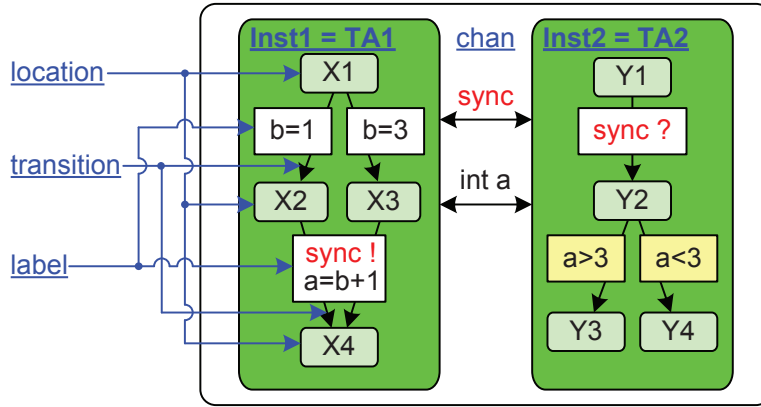 Inst1 = TA1
chan
Inst2 = TA2
location
X1
Y1
sync
b=1
b=3
sync ?
transition
int a
X2
X3
Y2
label
sync !
a=b+1
a>3
a<3
X4
Y3
Y4